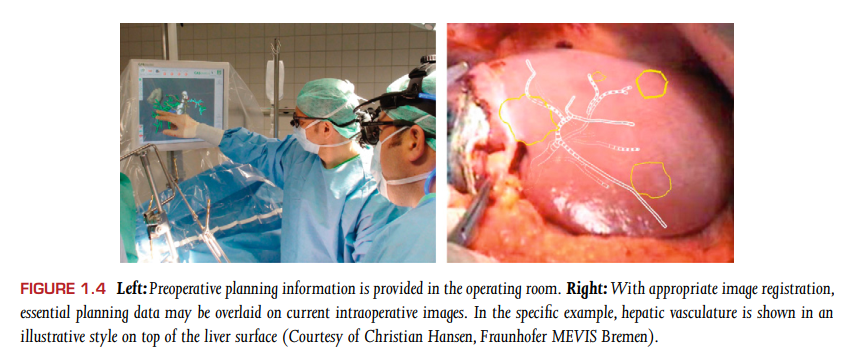 FIGURE 1.4 Left: Preoperative planning information is provided in the operating room. Right: With appropriate image registration,
essential planning data may be overlaid on current intraoperative images. In the specific example, hepatic vasculature is shown in an
illustrative style on top of the liver surface (Courtesy of Christian Hansen, Fraunhofer MEVIS Bremen).